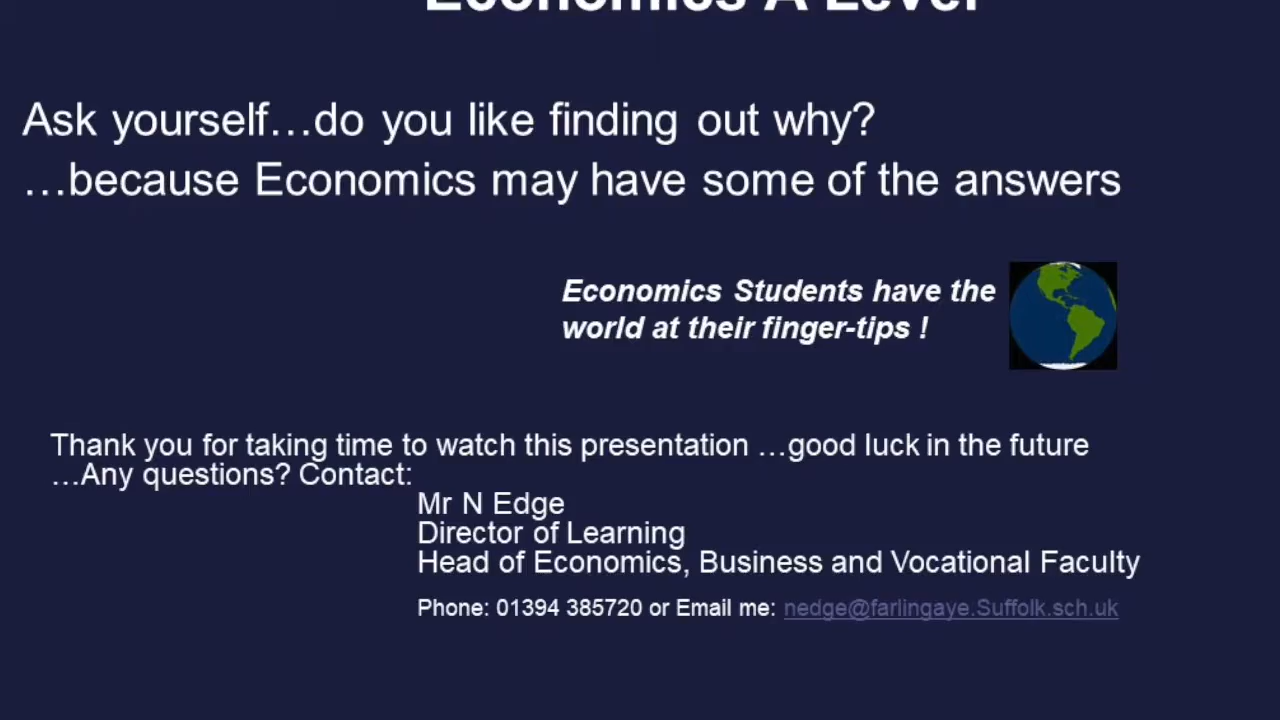 Economics A Level
Ask yourself…do you like finding out why?
…because Economics may have some of the answers
Economics Students have the
world at their finger-tips !
Thank you for taking time to watch this presentation …good luck in the future
…Any questions? Contact:
Mr N Edge
Director of Learning
Head of Economics, Business and Vocational Faculty
Phone: 01394 385720 or Email me: nedge@farlingaye.Suffolk.sch.uk